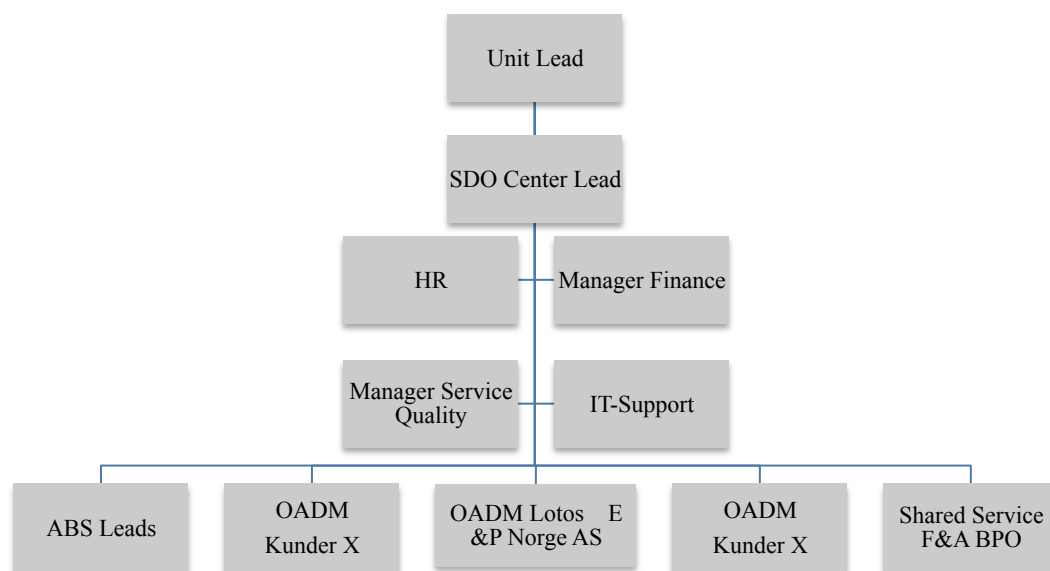 Unit Lead
SDO Center Lead
HR
Manager Finance
Manager Service
Quality
IT-Support
ABS Leads
OADM
Kunder X
OADM Lotos E
&P Norge AS
OADM
Kunder X
Shared Service
F&A BPO